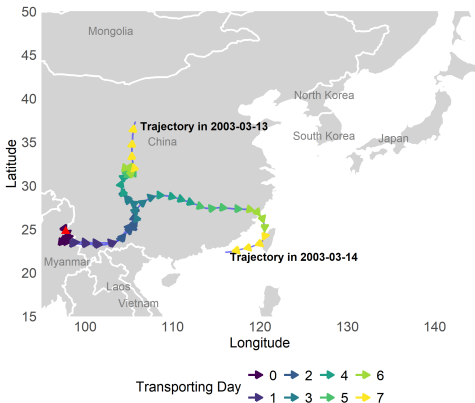 50
45
40
35
30
25
20
15
Latitude
Mongolia
North Korea
Trajectory in 2003-03-13
South Korea
Japan
China
Myanmar
Trajectory in 2003-03-14
Laos
Vietnam
100 110 120 130 140
Longitude
Transporting Day
0 2 4 6
1 3 5 7